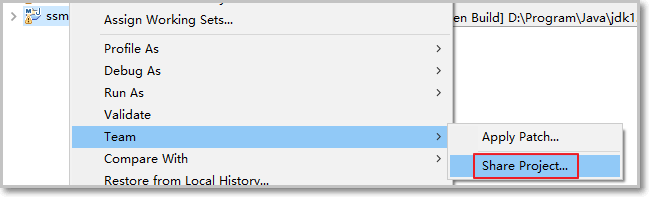 ssm
Assign Working Sets...
en Build] D:\Program\Java\jdk1
Profile As
Debug As
Run As
Validate
Team
Apply Patch...
Compare With
Share Project...
Restore from Local History...